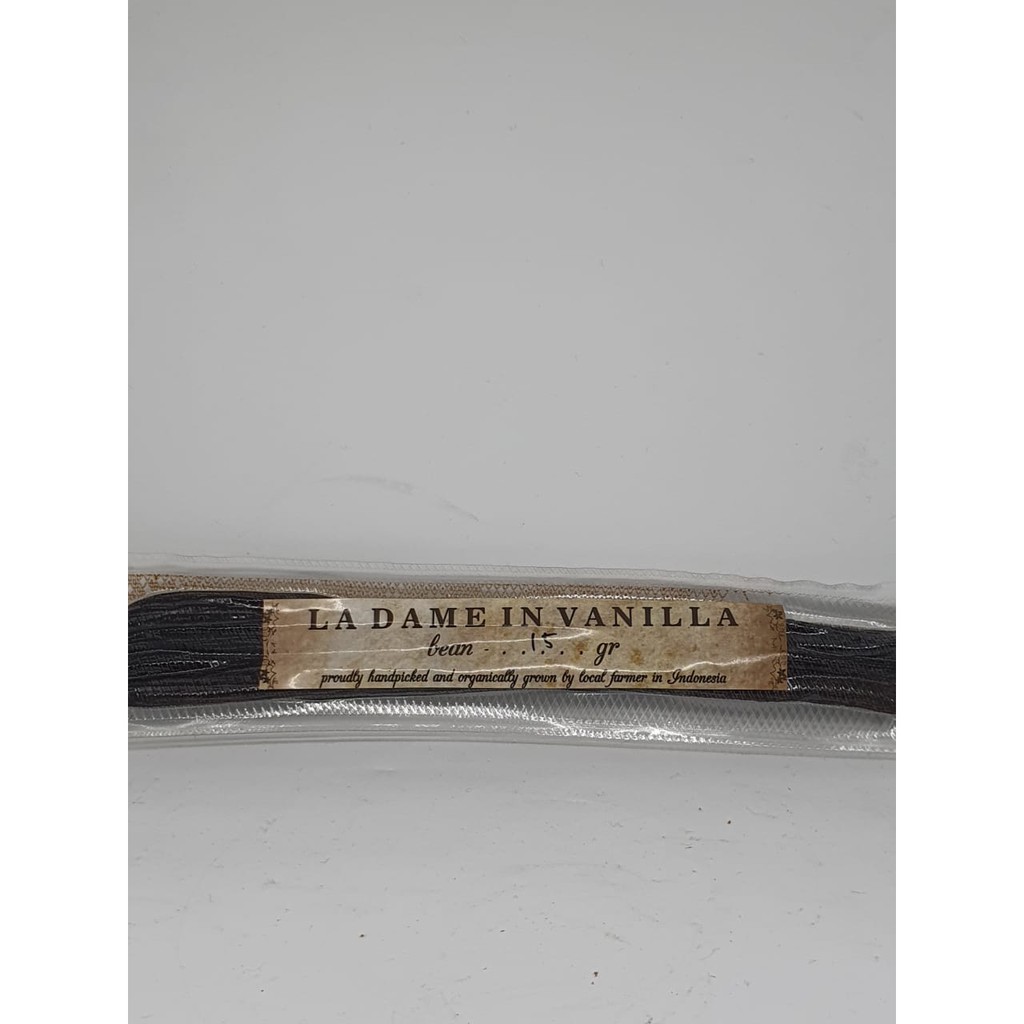 LA DAME IN VANILLA
bean - . . 15 . . . gr
proudly handpicked and organically grown by local farmer in Indonesia